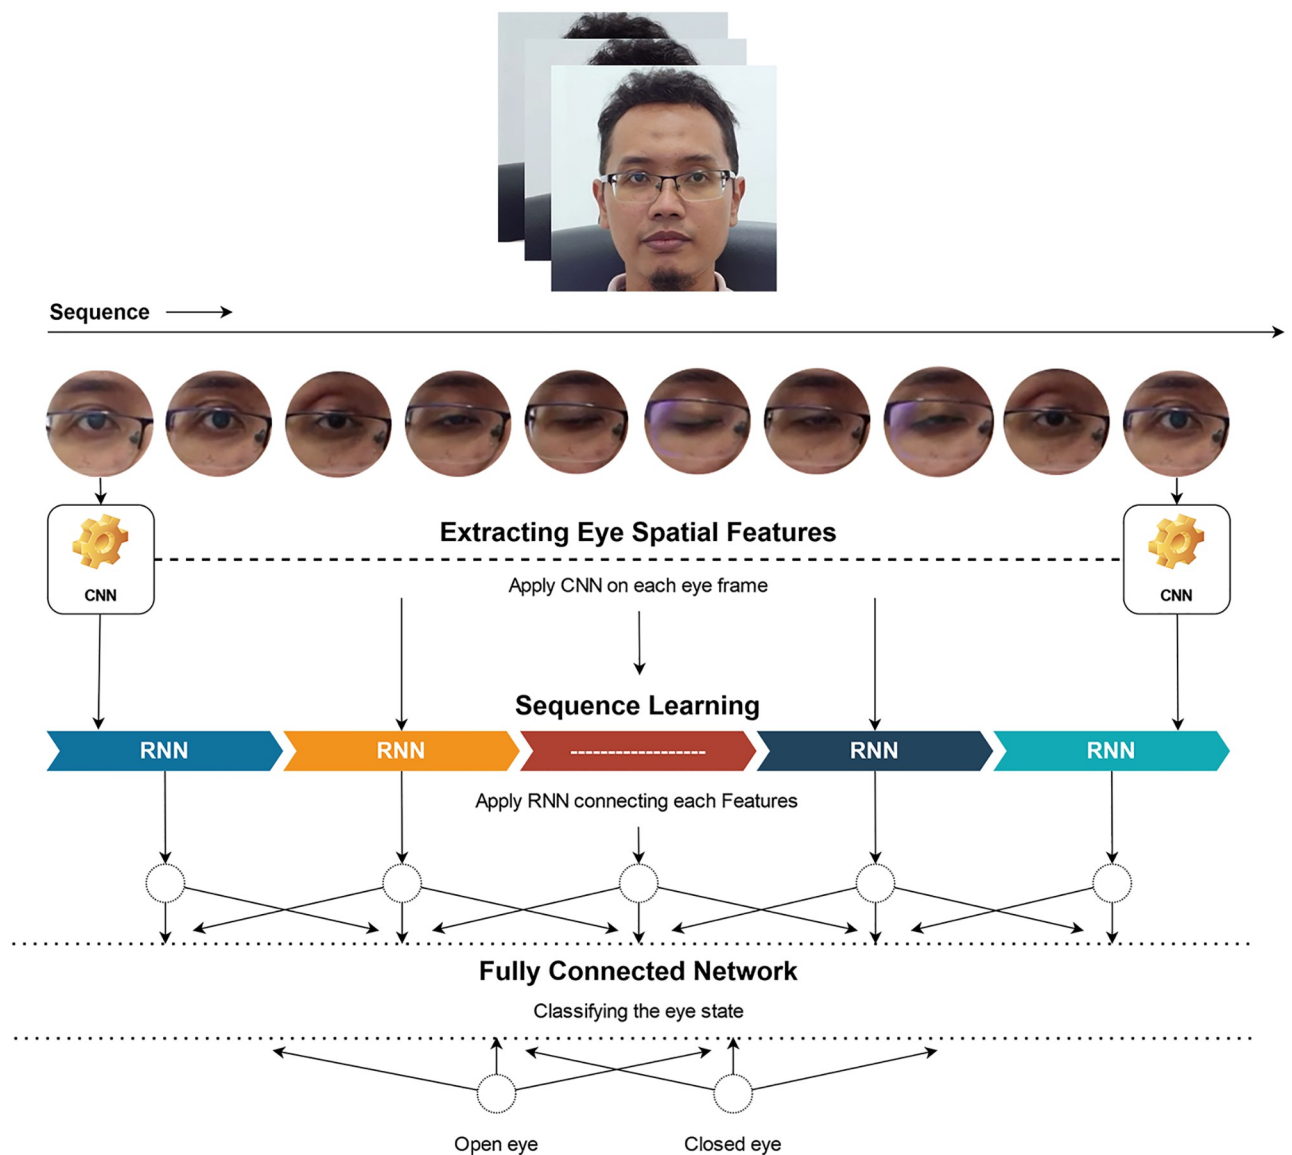 Sequence
Extracting Eye Spatial Features
CNN
Apply CNN on each eye frame
CNN
Sequence Learning
RNN
RNN
------------------
RNN
RNN
Apply RNN connecting each Features
Fully Connected Network
Classifying the eye state
Open eye
Closed eye